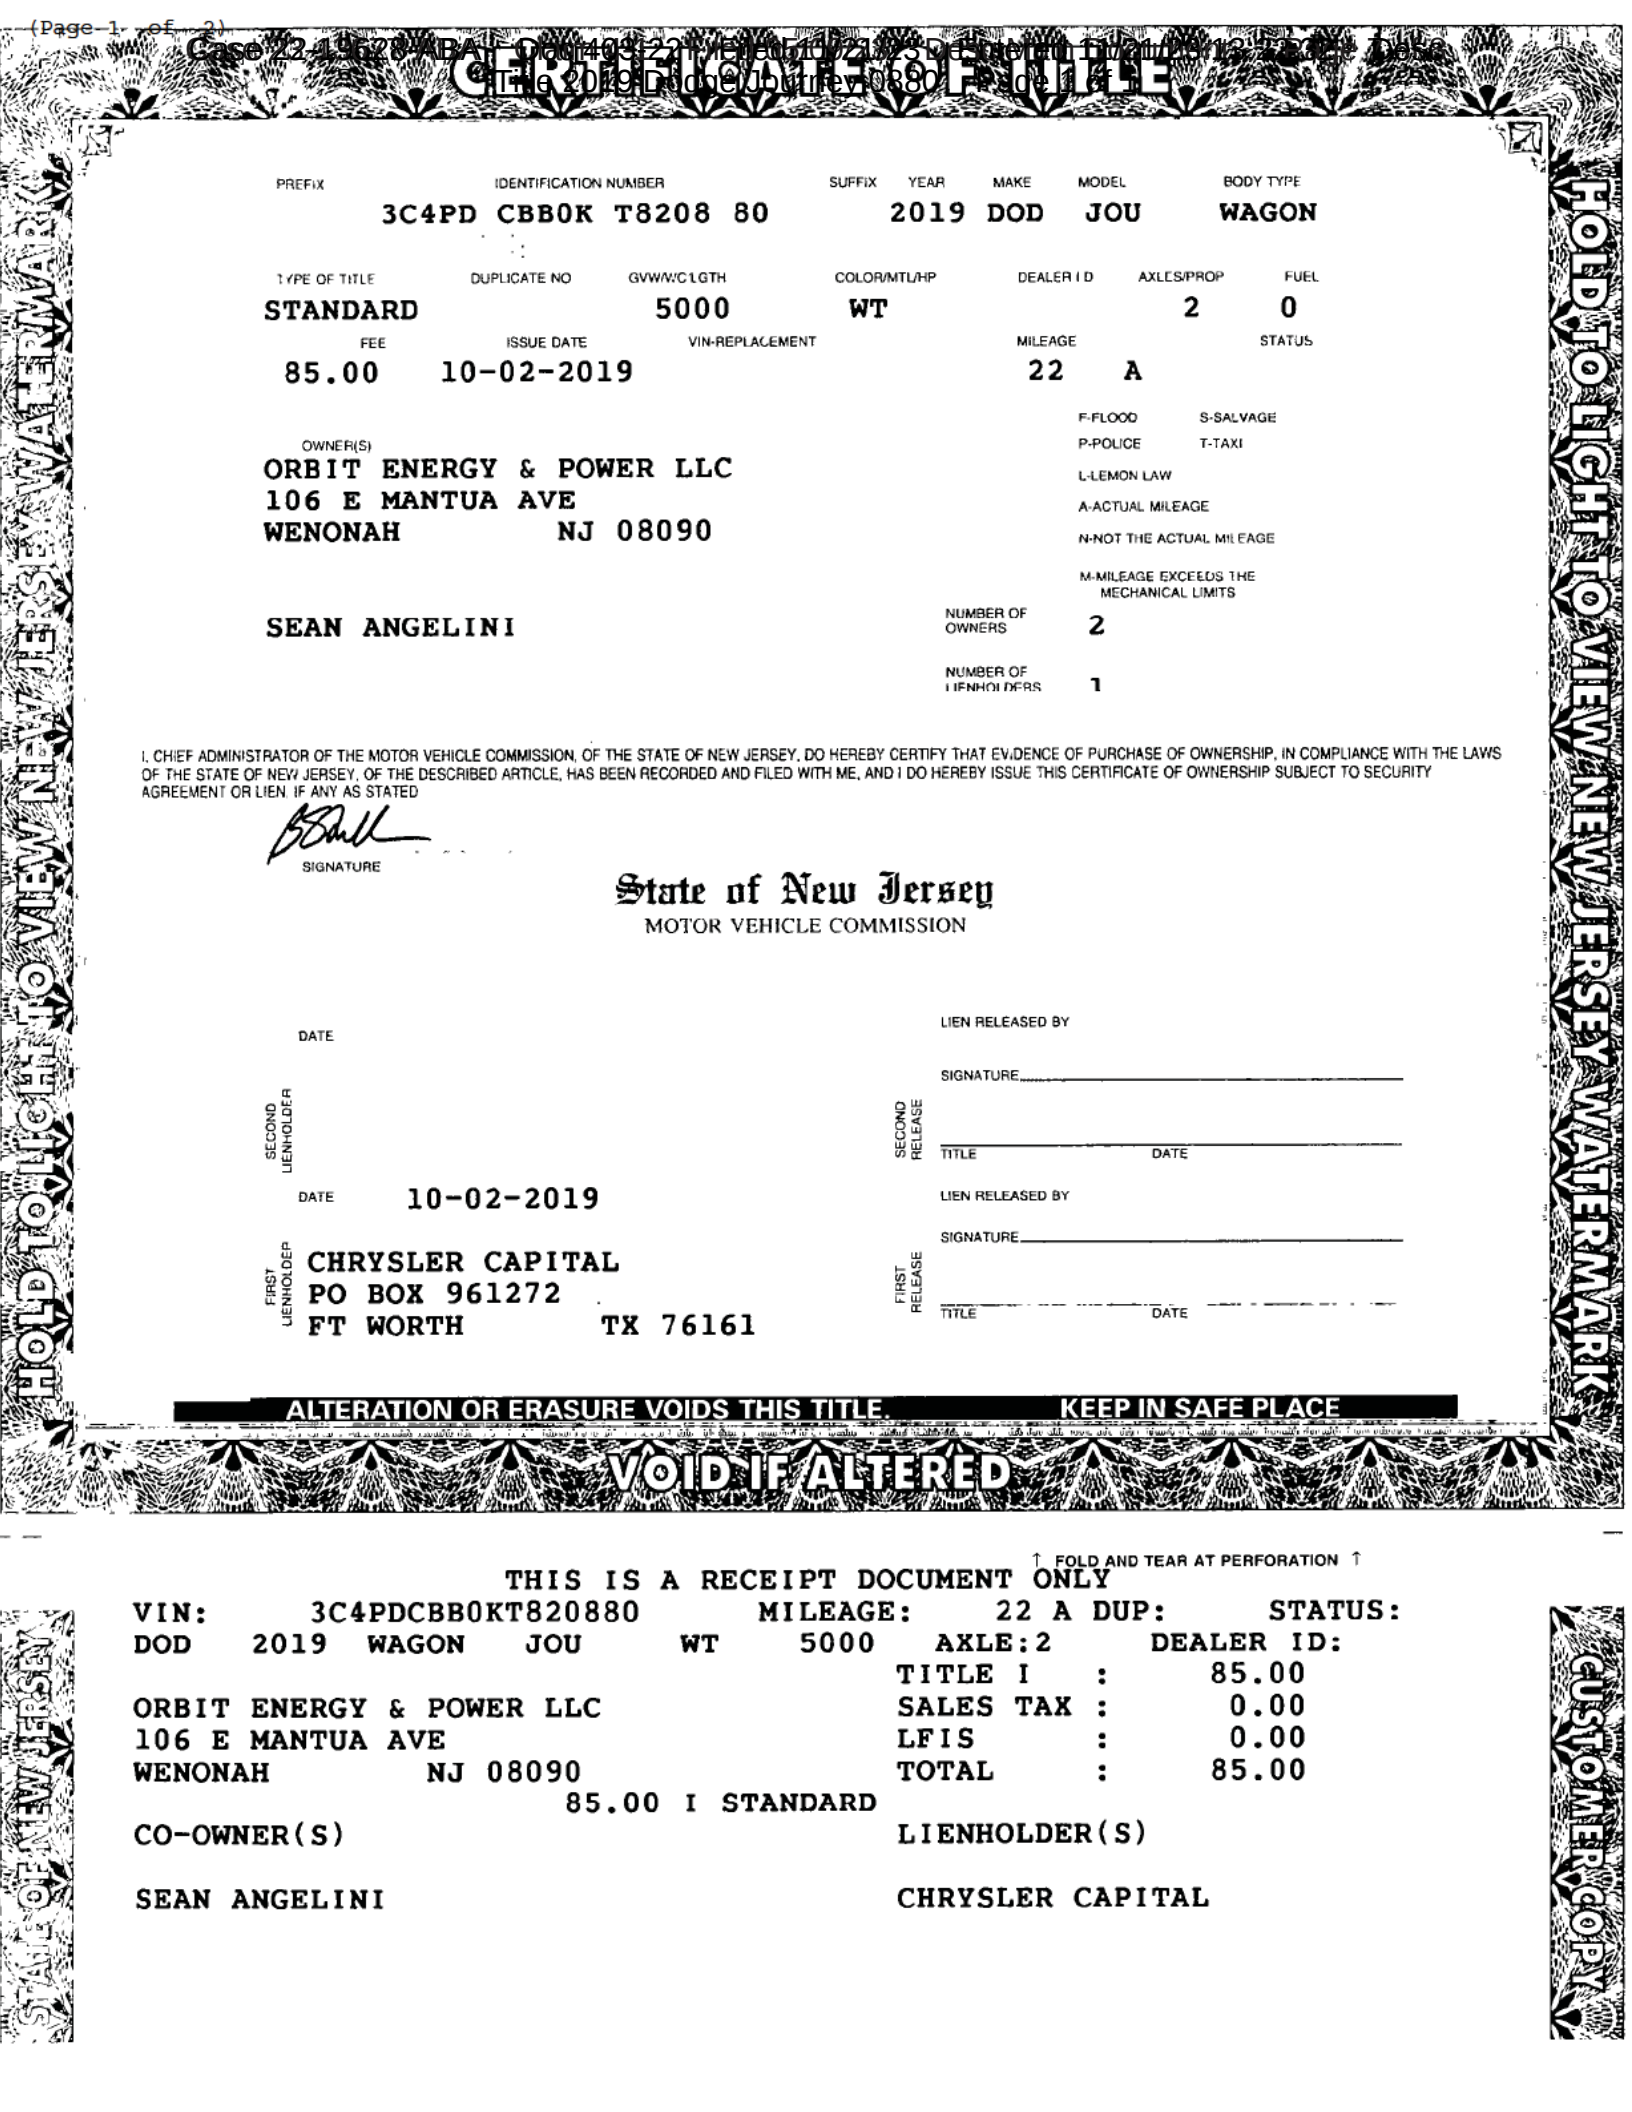 (Page 1 of 2)
CERTIFICATE OF TITLE
Title 2019 Dodge Journey 0880 Page 1 of
PREFIX IDENTIFICATION NUMBER SUFFIX YEAR MAKE MODEL BODY TYPE
3C4PD CBB0K T8208 80 2019 DOD JOU WAGON
TYPE OF TITLE DUPLICATE NO GVW/WC LGTH COLOR/MTL/HP DEALER I D AXLES/PROP FUEL
STANDARD 5000 WT 2 0
FEE ISSUE DATE VIN-REPLACEMENT MILEAGE STATUS
85.00 10-02-2019 22 A
F-FLOOD S-SALVAGE
P-POLICE T-TAXI
L-LEMON LAW
A-ACTUAL MILEAGE
N-NOT THE ACTUAL MILEAGE
M-MILEAGE EXCEEDS THE
MECHANICAL LIMITS
OWNER(S)
ORBIT ENERGY & POWER LLC
106 E MANTUA AVE
WENONAH NJ 08090
SEAN ANGELINI
NUMBER OF
OWNERS 2
NUMBER OF
LIENHOLDERS 1
I, CHIEF ADMINISTRATOR OF THE MOTOR VEHICLE COMMISSION, OF THE STATE OF NEW JERSEY, DO HEREBY CERTIFY THAT EVIDENCE OF PURCHASE OF OWNERSHIP, IN COMPLIANCE WITH THE LAWS
OF THE STATE OF NEW JERSEY, OF THE DESCRIBED ARTICLE, HAS BEEN RECORDED AND FILED WITH ME, AND I DO HEREBY ISSUE THIS CERTIFICATE OF OWNERSHIP SUBJECT TO SECURITY
AGREEMENT OR LIEN, IF ANY AS STATED
SIGNATURE
State of New Jersey
MOTOR VEHICLE COMMISSION
DATE
SECOND
LIENHOLDER
LIEN RELEASED BY
SIGNATURE
SECOND
RELEASE
TITLE DATE
DATE 10-02-2019
FIRST
LIENHOLDER
CHRYSLER CAPITAL
PO BOX 961272
FT WORTH TX 76161
LIEN RELEASED BY
SIGNATURE
FIRST
RELEASE
TITLE DATE
ALTERATION OR ERASURE VOIDS THIS TITLE. KEEP IN SAFE PLACE
VOID IF ALTERED
HOLD TO LIGHT TO VIEW NEW JERSEY WATERMARK
HOLD TO LIGHT TO VIEW NEW JERSEY WATERMARK
↑ FOLD AND TEAR AT PERFORATION ↑
THIS IS A RECEIPT DOCUMENT ONLY
VIN: 3C4PDCBB0KT820880 MILEAGE: 22 A DUP: STATUS:
DOD 2019 WAGON JOU WT 5000 AXLE:2 DEALER ID:
TITLE I : 85.00
ORBIT ENERGY & POWER LLC SALES TAX : 0.00
106 E MANTUA AVE LFIS : 0.00
WENONAH NJ 08090 TOTAL : 85.00
85.00 I STANDARD
CO-OWNER(S) LIENHOLDER(S)
SEAN ANGELINI CHRYSLER CAPITAL
STATE OF NEW JERSEY
CUSTOMER COPY